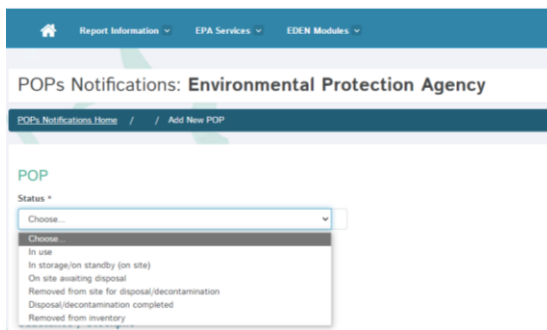 Report Information
EPA Services
EDEN Modules
POPs Notifications: Environmental Protection Agency
POPs Notifications Home / / Add New POP
POP
Status *
Choose...
Choose...
In use
In storage/on standby (on site)
On site awaiting disposal
Removed from site for disposal/decontamination
Disposal/decontamination completed
Removed from inventory